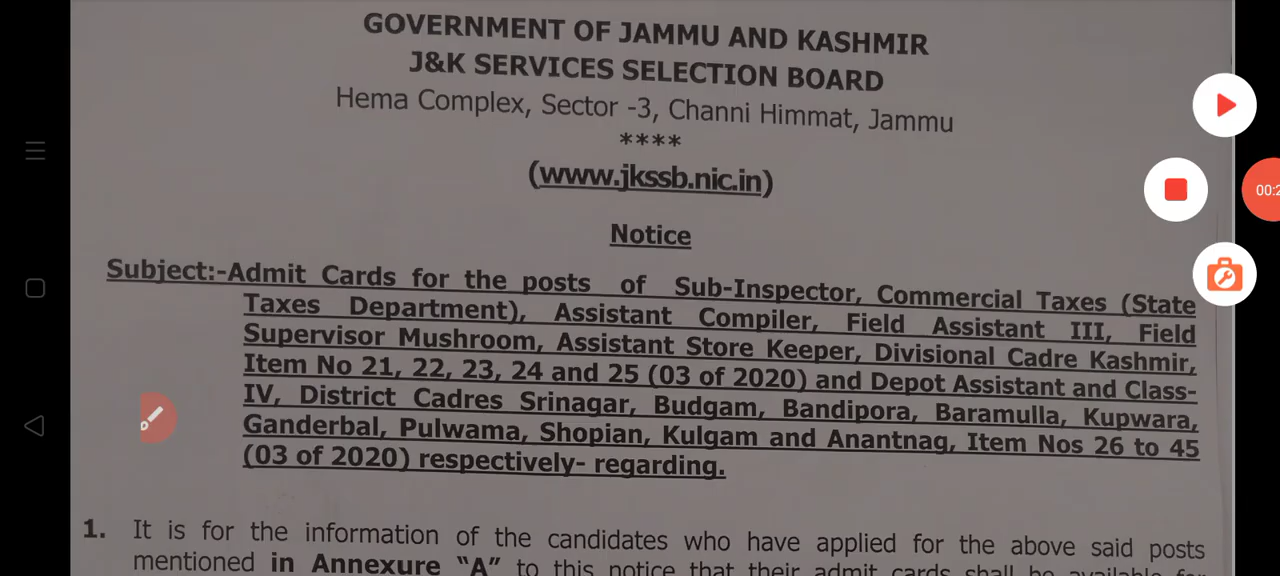 GOVERNMENT OF JAMMU AND KASHMIR
J&K SERVICES SELECTION BOARD
Hema Complex, Sector -3, Channi Himmat, Jammu
****
(www.jkssb.nic.in)
Notice
Subject:-Admit Cards for the posts of Sub-Inspector, Commercial Taxes (State
Taxes Department), Assistant Compiler, Field Assistant III, Field
Supervisor Mushroom, Assistant Store Keeper, Divisional Cadre Kashmir,
Item No 21, 22, 23, 24 and 25 (03 of 2020) and Depot Assistant and Class-
IV, District Cadres Srinagar, Budgam, Bandipora, Baramulla, Kupwara,
Ganderbal, Pulwama, Shopian, Kulgam and Anantnag, Item Nos 26 to 45
(03 of 2020) respectively- regarding.
1. It is for the information of the candidates who have applied for the above said posts
mentioned in Annexure "A" to this notice that their admit cards shall be available for
00:2